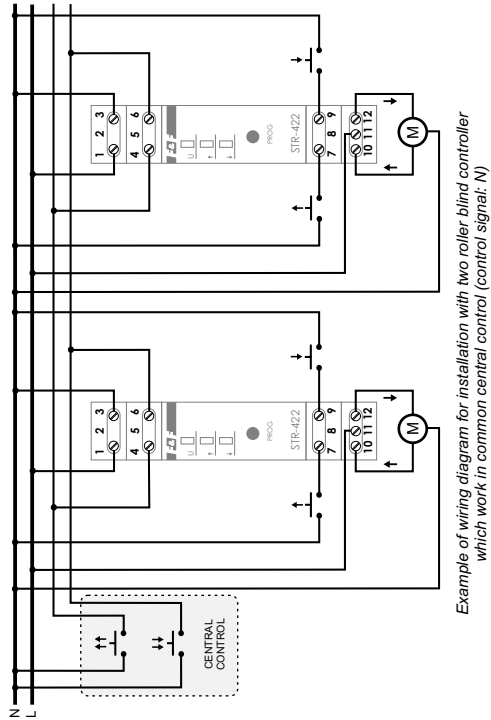 N
L
1 2 3
4 5 6
F&F
U
↑
↓
PROG
STR-422
7 8 9
10 11 12
M
1 2 3
4 5 6
F&F
U
↑
↓
PROG
STR-422
7 8 9
10 11 12
M
CENTRAL
CONTROL
Example of wiring diagram for installation with two roller blind controller
which work in common central control (control signal: N)